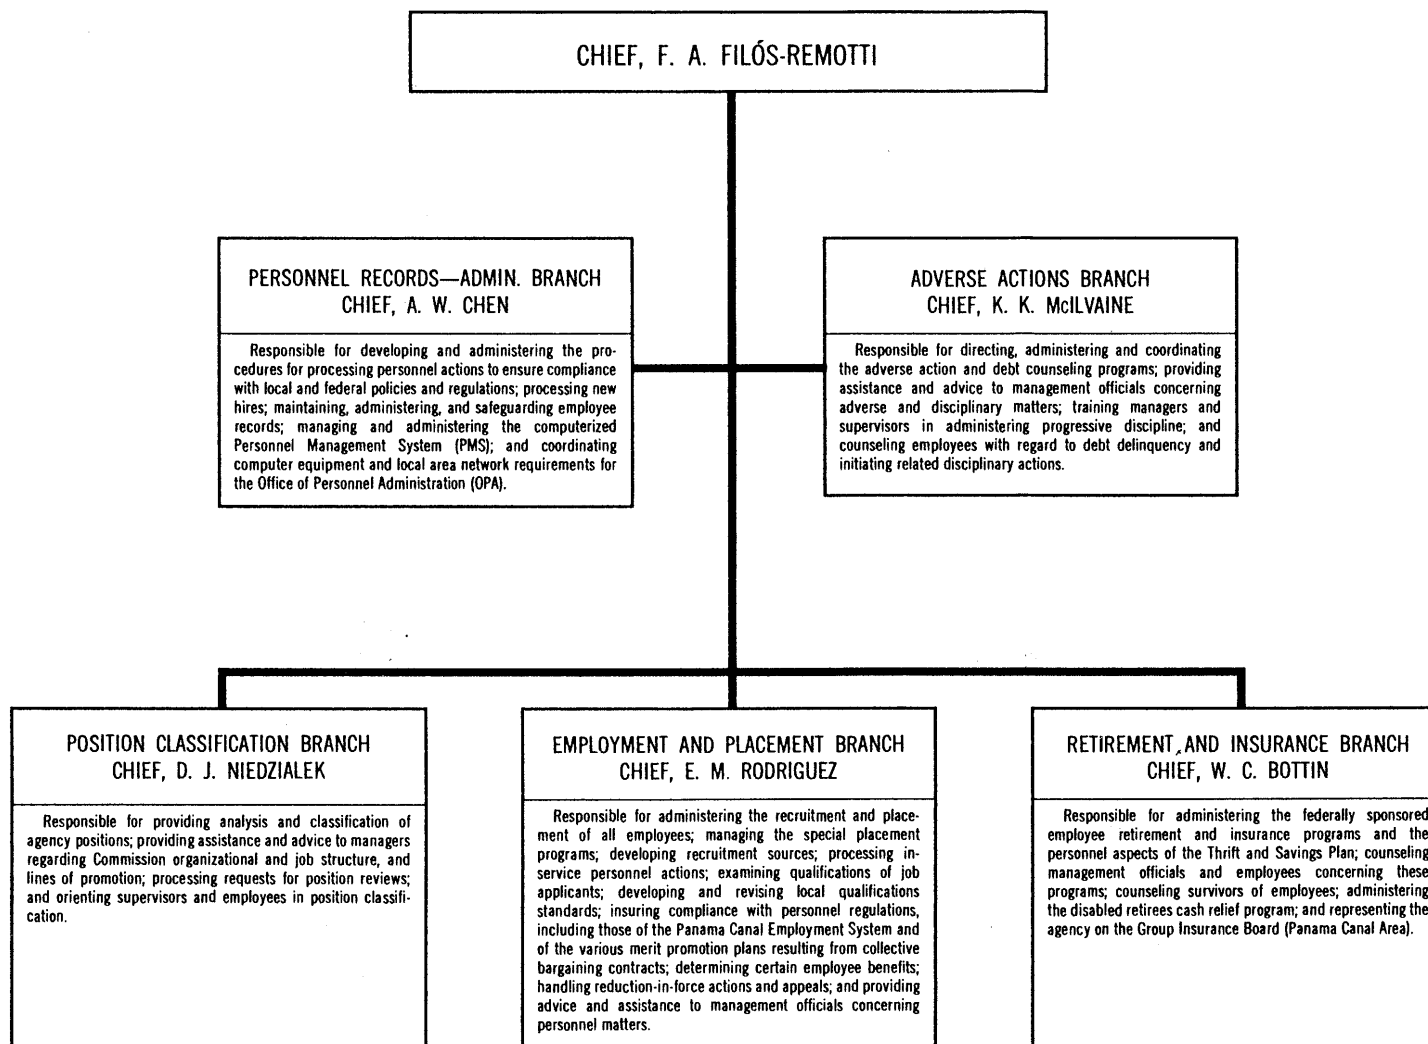 CHIEF, F. A. FILÓS-REMOTTI
PERSONNEL RECORDS—ADMIN. BRANCH
CHIEF, A. W. CHEN
Responsible for developing and administering the pro-
cedures for processing personnel actions to ensure compliance
with local and federal policies and regulations; processing new
hires; maintaining, administering, and safeguarding employee
records; managing and administering the computerized
Personnel Management System (PMS); and coordinating
computer equipment and local area network requirements for
the Office of Personnel Administration (OPA).
ADVERSE ACTIONS BRANCH
CHIEF, K. K. McILVAINE
Responsible for directing, administering and coordinating
the adverse action and debt counseling programs; providing
assistance and advice to management officials concerning
adverse and disciplinary matters; training managers and
supervisors in administering progressive discipline; and
counseling employees with regard to debt delinquency and
initiating related disciplinary actions.
POSITION CLASSIFICATION BRANCH
CHIEF, D. J. NIEDZIALEK
Responsible for providing analysis and classification of
agency positions; providing assistance and advice to managers
regarding Commission organizational and job structure, and
lines of promotion; processing requests for position reviews;
and orienting supervisors and employees in position classifi-
cation.
EMPLOYMENT AND PLACEMENT BRANCH
CHIEF, E. M. RODRIGUEZ
Responsible for administering the recruitment and place-
ment of all employees; managing the special placement
programs; developing recruitment sources; processing in-
service personnel actions; examining qualifications of job
applicants; developing and revising local qualifications
standards; insuring compliance with personnel regulations,
including those of the Panama Canal Employment System and
of the various merit promotion plans resulting from collective
bargaining contracts; determining certain employee benefits;
handling reduction-in-force actions and appeals; and providing
advice and assistance to management officials concerning
personnel matters.
RETIREMENT AND INSURANCE BRANCH
CHIEF, W. C. BOTTIN
Responsible for administering the federally sponsored
employee retirement and insurance programs and the
personnel aspects of the Thrift and Savings Plan; counseling
management officials and employees concerning these
programs; counseling survivors of employees; administering
the disabled retirees cash relief program; and representing the
agency on the Group Insurance Board (Panama Canal Area).